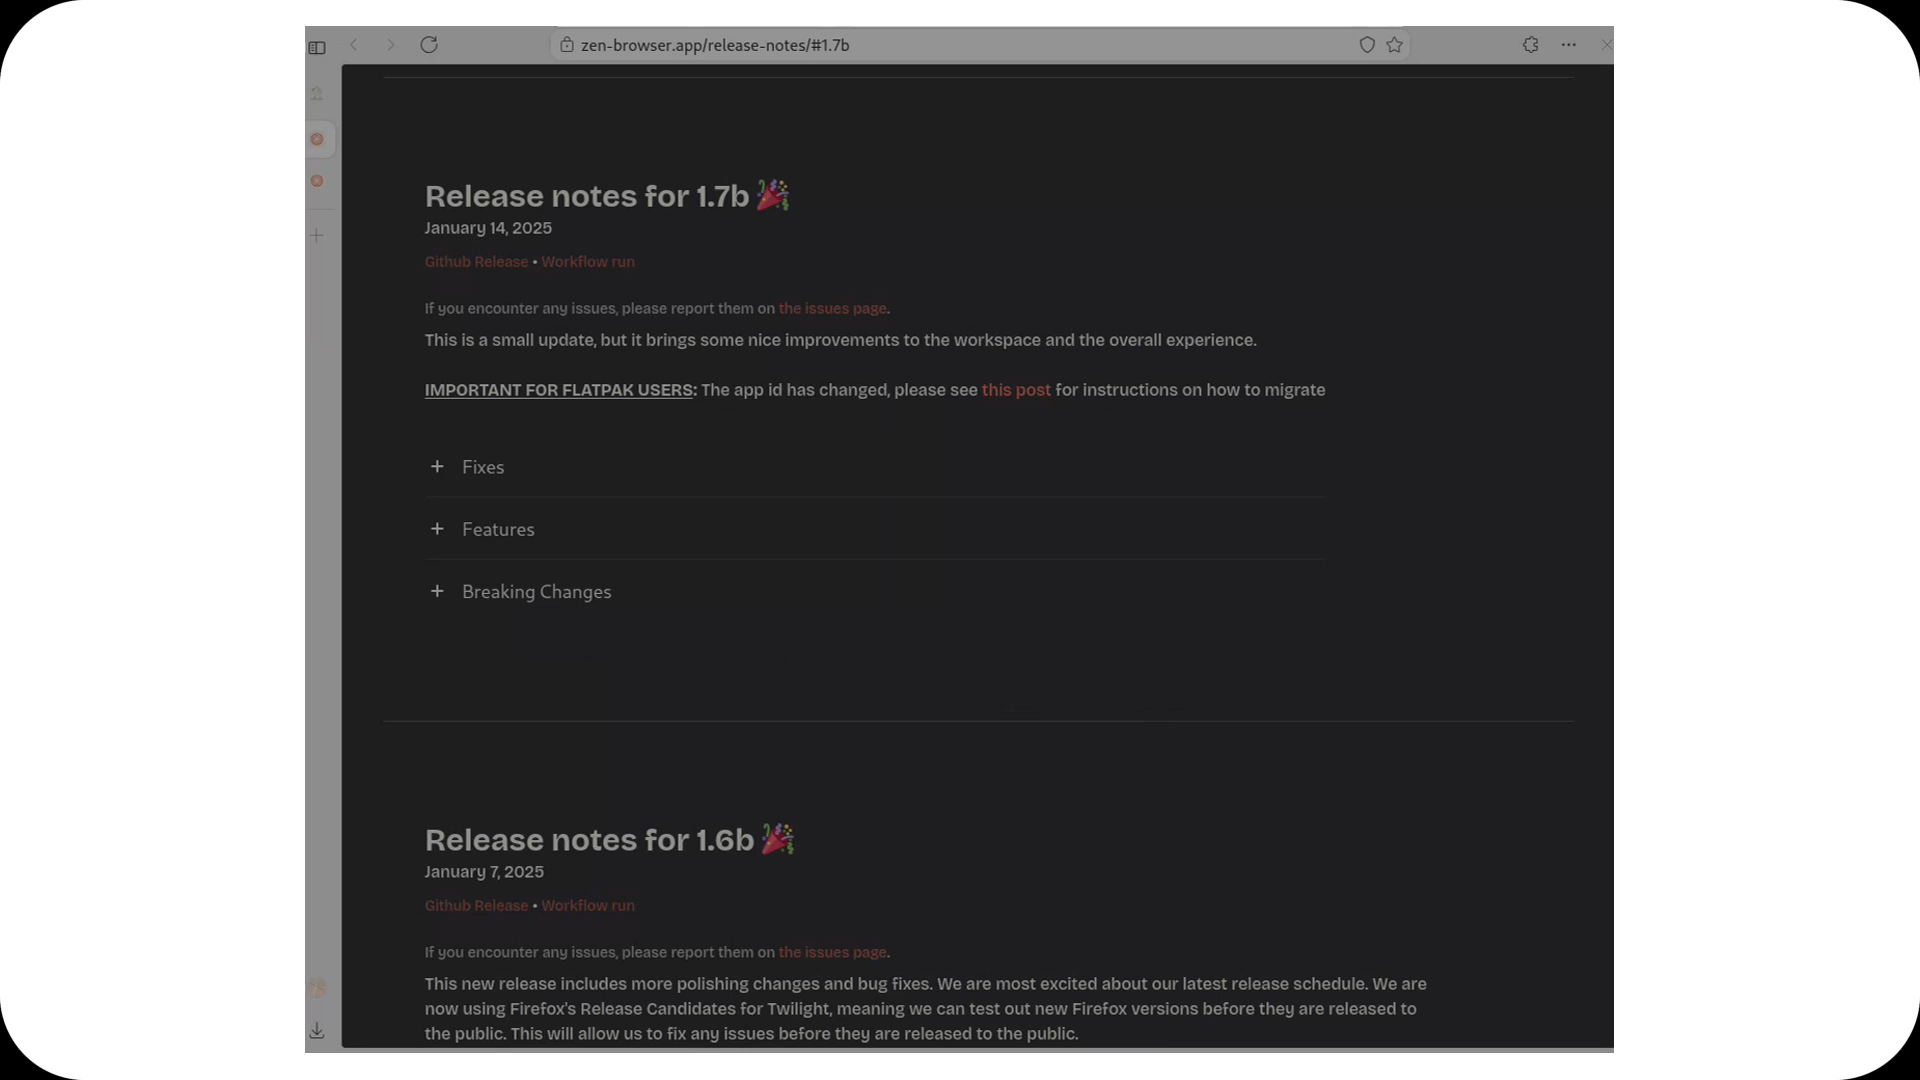 zen-browser.app/release-notes/#1.7b
Release notes for 1.7b
January 14, 2025
Github Release • Workflow run
If you encounter any issues, please report them on the issues page.
This is a small update, but it brings some nice improvements to the workspace and the overall experience.
IMPORTANT FOR FLATPAK USERS: The app id has changed, please see this post for instructions on how to migrate
+ Fixes
+ Features
+ Breaking Changes
Release notes for 1.6b
January 7, 2025
Github Release • Workflow run
If you encounter any issues, please report them on the issues page.
This new release includes more polishing changes and bug fixes. We are most excited about our latest release schedule. We are
now using Firefox's Release Candidates for Twilight, meaning we can test out new Firefox versions before they are released to
the public. This will allow us to fix any issues before they are released to the public.